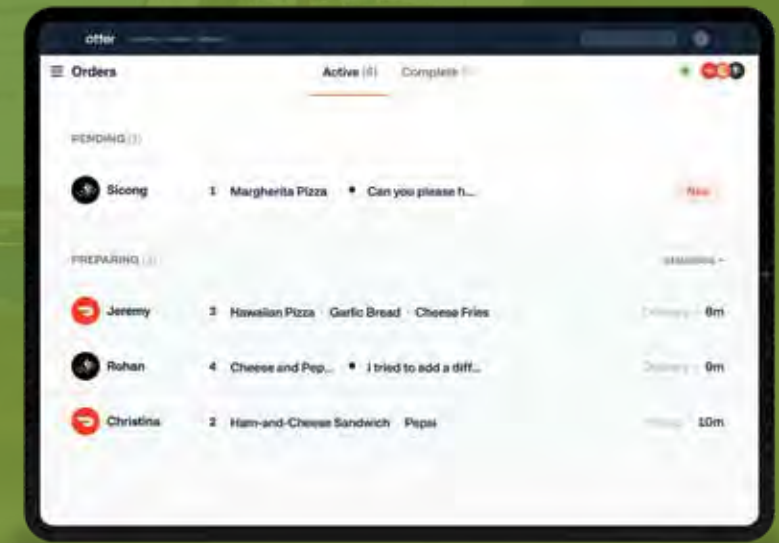 otter
Orders
Active
Complete
PENDING
Sicong 1 Margherita Pizza • Can you please h...
New
PREPARING
Jeremy 3 Hawaiian Pizza · Garlic Bread · Cheese Fries 6m
Rohan 4 Cheese and Pep... • I tried to add a diff... 9m
Christina 2 Ham-and-Cheese Sandwich Pepsi 10m